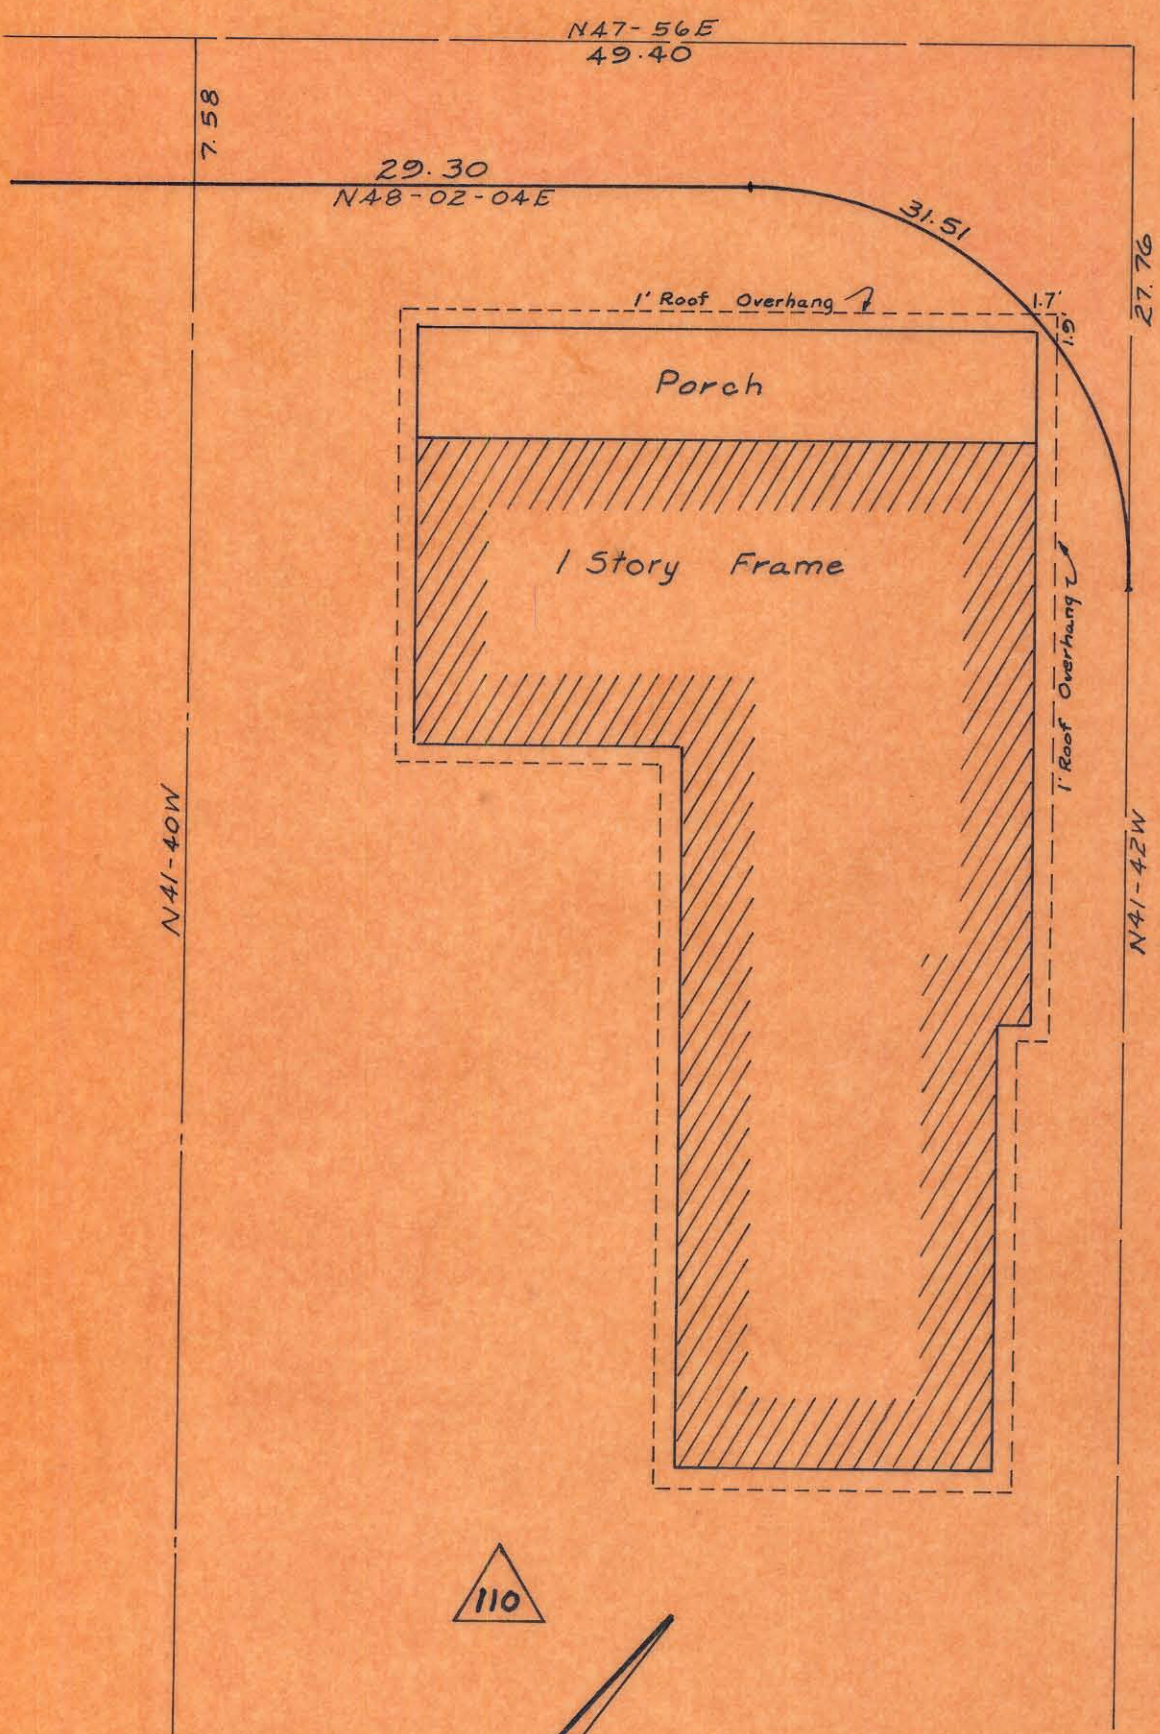 N47-56E
49.40
7.58
29.30
N48-02-04E
31.51
27.76
1' Roof Overhang
1.7'
1.9'
Porch
1 Story Frame
1' Roof Overhang
N41-40W
N41-42W
110